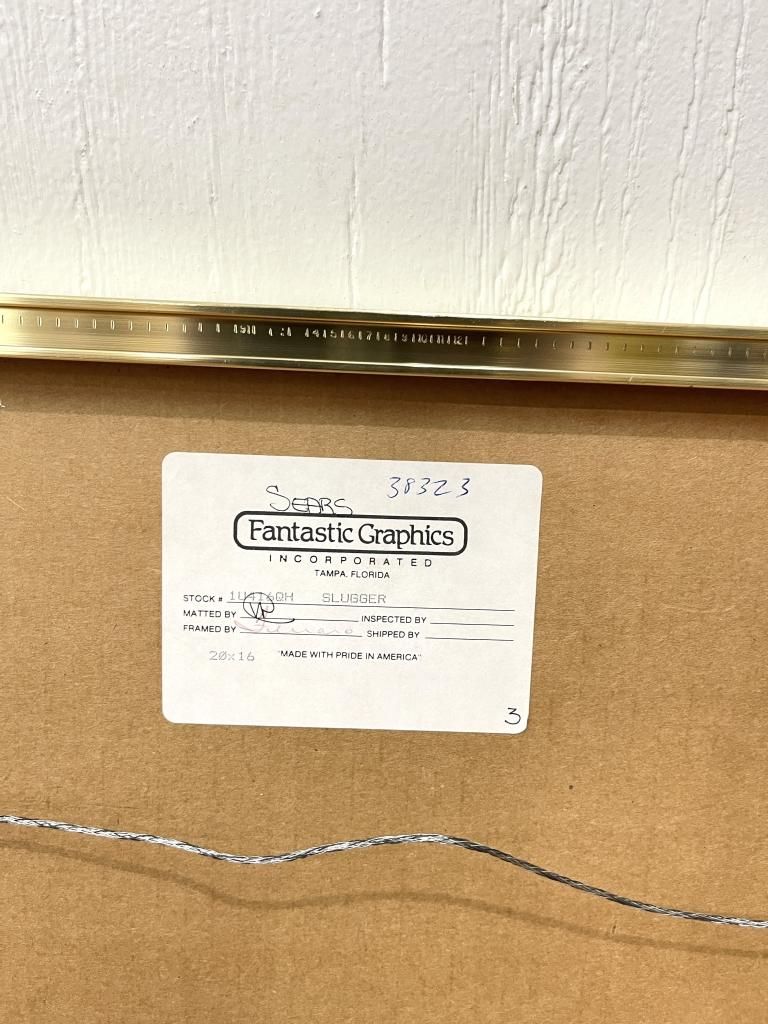 38323
SEARS
Fantastic Graphics
INCORPORATED
TAMPA, FLORIDA
STOCK # 1U4160H SLUGGER
MATTED BY INSPECTED BY
FRAMED BY SHIPPED BY
20x16 "MADE WITH PRIDE IN AMERICA"
3